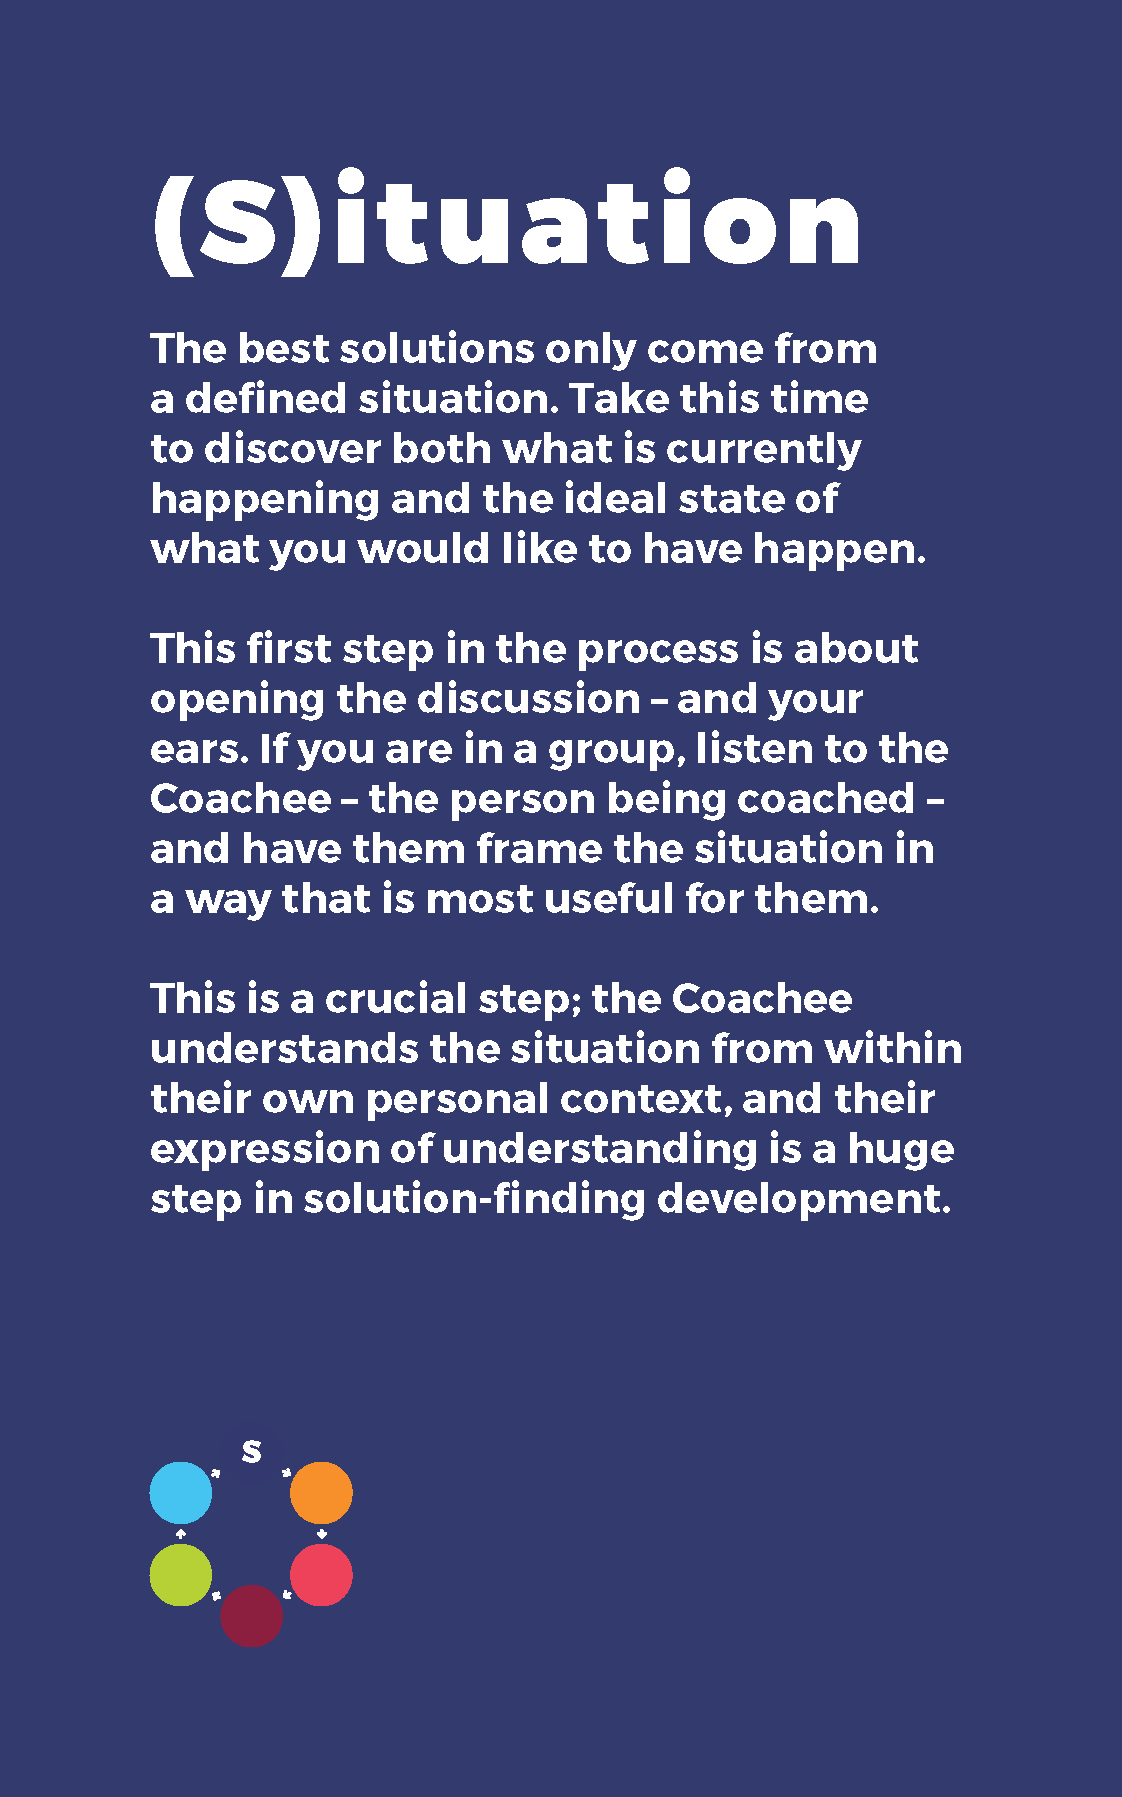 (S)ituation
The best solutions only come from
a defined situation. Take this time
to discover both what is currently
happening and the ideal state of
what you would like to have happen.
This first step in the process is about
opening the discussion – and your
ears. If you are in a group, listen to the
Coachee – the person being coached –
and have them frame the situation in
a way that is most useful for them.
This is a crucial step; the Coachee
understands the situation from within
their own personal context, and their
expression of understanding is a huge
step in solution-finding development.
S